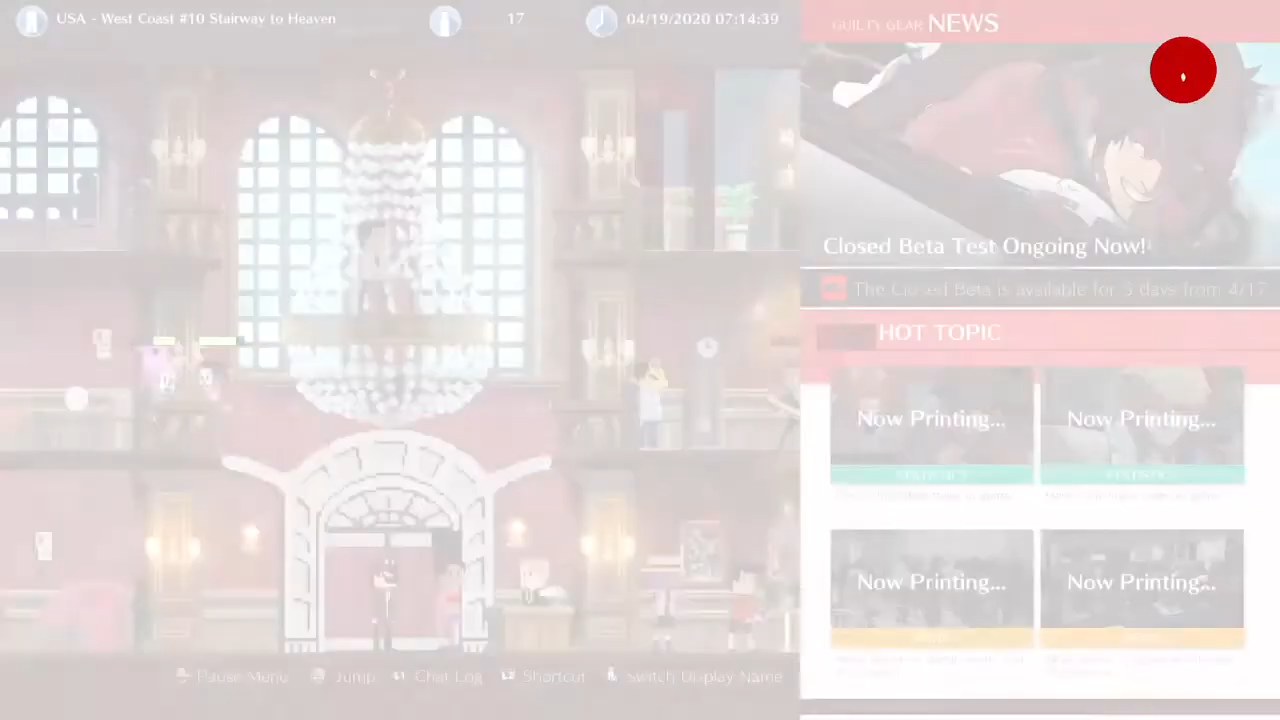 USA - West Coast #10 Stairway to Heaven
17
04/19/2020 07:14:39
GUILTY GEAR NEWS
Closed Beta Test Ongoing Now!
The Closed Beta is available for 3 days from 4/17
HOT TOPIC
Now Printing...
Now Printing...
Now Printing...
Now Printing...
Pause Menu
Jump
Chat Log
Shortcut
Switch Display Name